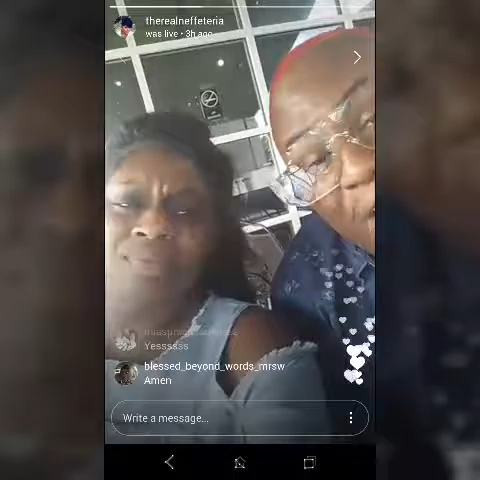 therealneffeteria
was live • 3h ago
Yessssss
blessed_beyond_words_mrsw
Amen
Write a message...